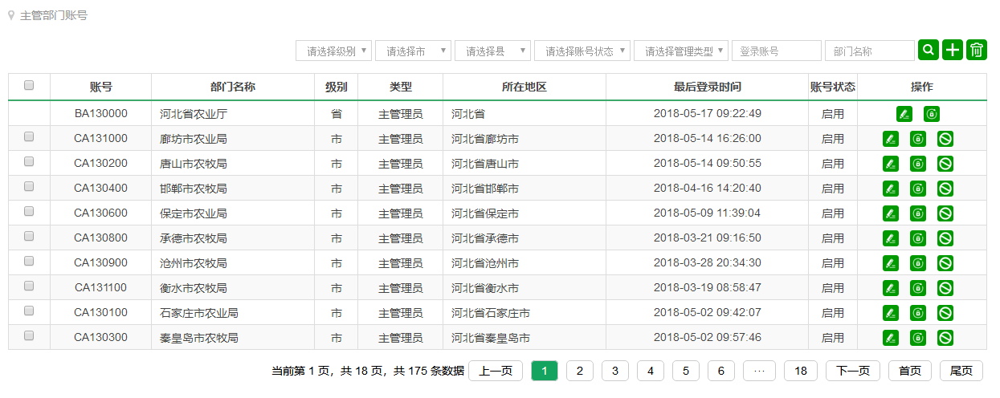 主管部门账号
请选择级别 请选择市 请选择县 请选择账号状态 请选择管理类型 登录账号 部门名称
账号 部门名称 级别 类型 所在地区 最后登录时间 账号状态 操作
BA130000 河北省农业厅 省 主管理员 河北省 2018-05-17 09:22:49 启用
CA131000 廊坊市农业局 市 主管理员 河北省廊坊市 2018-05-14 16:26:00 启用
CA130200 唐山市农牧局 市 主管理员 河北省唐山市 2018-05-14 09:50:55 启用
CA130400 邯郸市农牧局 市 主管理员 河北省邯郸市 2018-04-16 14:20:40 启用
CA130600 保定市农业局 市 主管理员 河北省保定市 2018-05-09 11:39:04 启用
CA130800 承德市农牧局 市 主管理员 河北省承德市 2018-03-21 09:16:50 启用
CA130900 沧州市农牧局 市 主管理员 河北省沧州市 2018-03-28 20:34:30 启用
CA131100 衡水市农牧局 市 主管理员 河北省衡水市 2018-03-19 08:58:47 启用
CA130100 石家庄市农业局 市 主管理员 河北省石家庄市 2018-05-02 09:42:07 启用
CA130300 秦皇岛市农牧局 市 主管理员 河北省秦皇岛市 2018-05-02 09:57:46 启用
当前第 1 页，共 18 页，共 175 条数据 上一页 1 2 3 4 5 6 ··· 18 下一页 首页 尾页